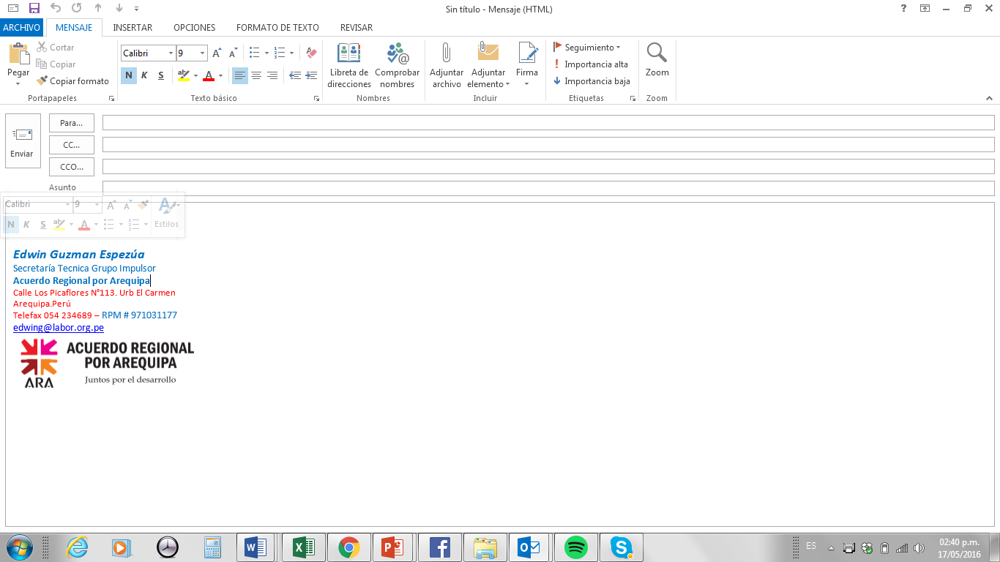 Sin título - Mensaje (HTML)
ARCHIVO MENSAJE INSERTAR OPCIONES FORMATO DE TEXTO REVISAR
Pegar
Cortar
Copiar
Copiar formato
Portapapeles
Calibri 9
N K S
Texto básico
Libreta de direcciones
Comprobar nombres
Nombres
Adjuntar archivo
Adjuntar elemento
Firma
Incluir
Seguimiento
Importancia alta
Importancia baja
Etiquetas
Zoom
Zoom
Enviar
Para...
CC...
CCO...
Asunto
Calibri 9
N K S
Estilos
Edwin Guzman Espezúa
Secretaría Tecnica Grupo Impulsor
Acuerdo Regional por Arequipa
Calle Los Picaflores N°113. Urb El Carmen
Arequipa.Perú
Telefax 054 234689 – RPM # 971031177
edwing@labor.org.pe
ARA
ACUERDO REGIONAL
POR AREQUIPA
Juntos por el desarrollo
ES
02:40 p.m.
17/05/2016